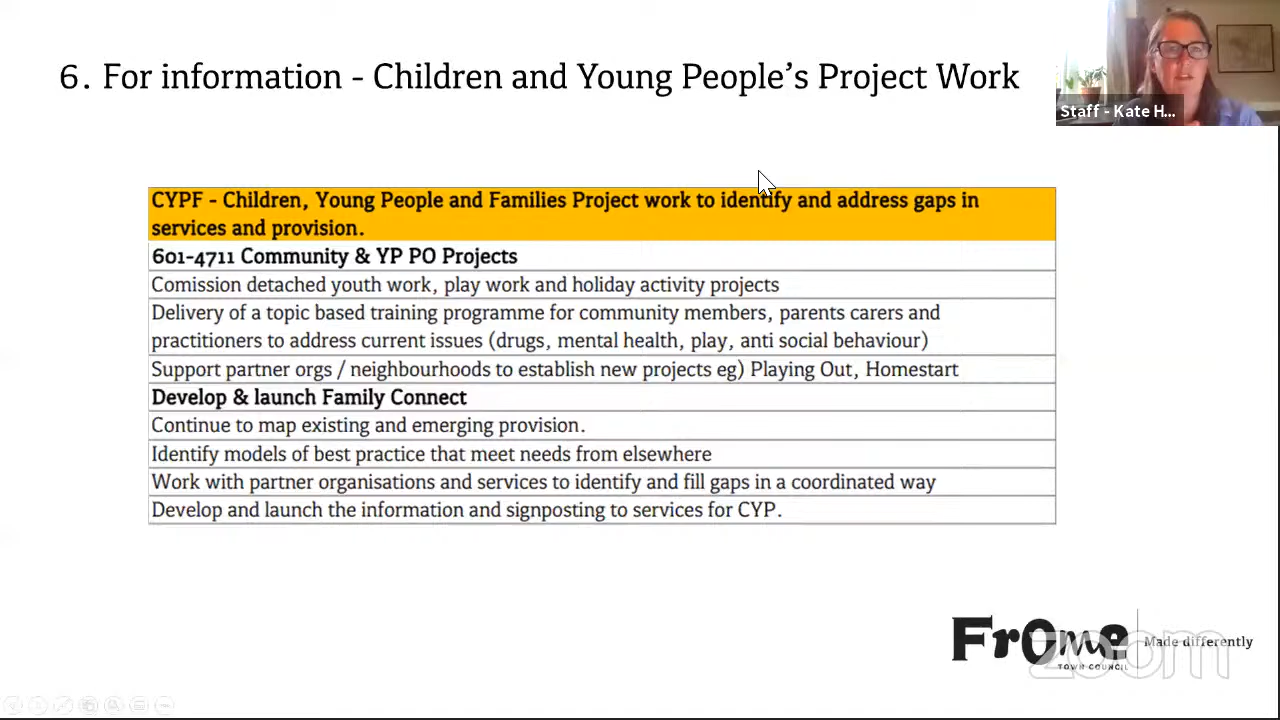 6. For information - Children and Young People's Project Work
Staff - Kate H...
CYPF - Children, Young People and Families Project work to identify and address gaps in
services and provision.
601-4711 Community & YP PO Projects
Comission detached youth work, play work and holiday activity projects
Delivery of a topic based training programme for community members, parents carers and
practitioners to address current issues (drugs, mental health, play, anti social behaviour)
Support partner orgs / neighbourhoods to establish new projects eg) Playing Out, Homestart
Develop & launch Family Connect
Continue to map existing and emerging provision.
Identify models of best practice that meet needs from elsewhere
Work with partner organisations and services to identify and fill gaps in a coordinated way
Develop and launch the information and signposting to services for CYP.
Frome
TOWN COUNCIL
Made differently
zoom